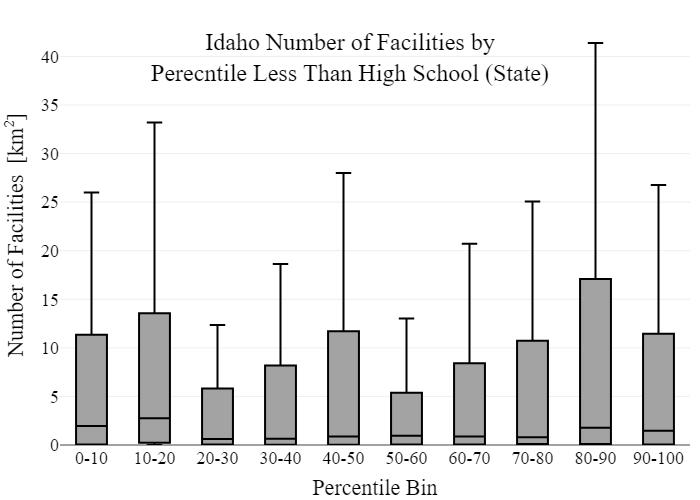 Idaho Number of Facilities by
Perecntile Less Than High School (State)
Number of Facilities [km²]
40
35
30
25
20
15
10
5
0
0-10 10-20 20-30 30-40 40-50 50-60 60-70 70-80 80-90 90-100
Percentile Bin